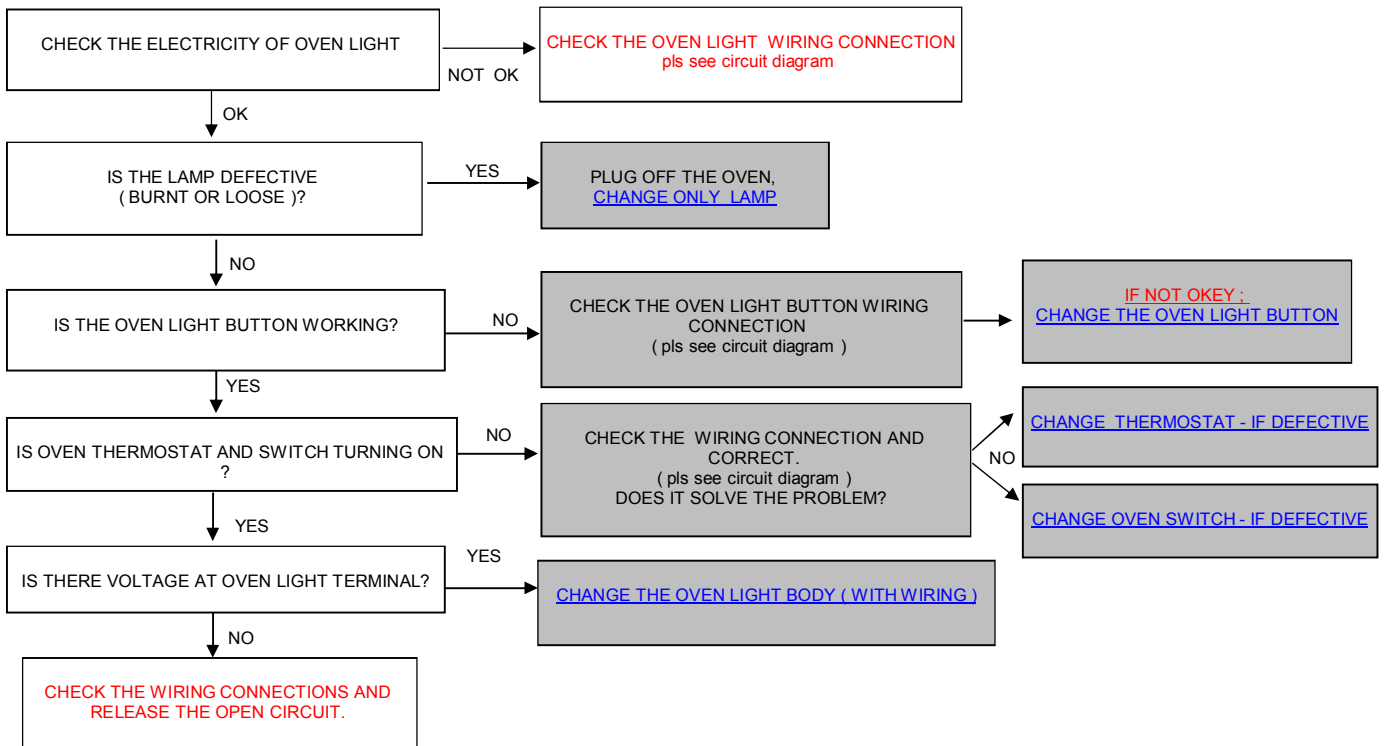 CHECK THE ELECTRICITY OF OVEN LIGHT
NOT OK
CHECK THE OVEN LIGHT WIRING CONNECTION
pls see circuit diagram
OK
IS THE LAMP DEFECTIVE
( BURNT OR LOOSE )?
YES
PLUG OFF THE OVEN,
CHANGE ONLY LAMP
NO
IS THE OVEN LIGHT BUTTON WORKING?
NO
CHECK THE OVEN LIGHT BUTTON WIRING
CONNECTION
( pls see circuit diagram )
IF NOT OKEY ;
CHANGE THE OVEN LIGHT BUTTON
YES
IS OVEN THERMOSTAT AND SWITCH TURNING ON
?
NO
CHECK THE WIRING CONNECTION AND
CORRECT.
( pls see circuit diagram )
DOES IT SOLVE THE PROBLEM?
NO
CHANGE THERMOSTAT - IF DEFECTIVE
CHANGE OVEN SWITCH - IF DEFECTIVE
YES
IS THERE VOLTAGE AT OVEN LIGHT TERMINAL?
YES
CHANGE THE OVEN LIGHT BODY ( WITH WIRING )
NO
CHECK THE WIRING CONNECTIONS AND
RELEASE THE OPEN CIRCUIT.